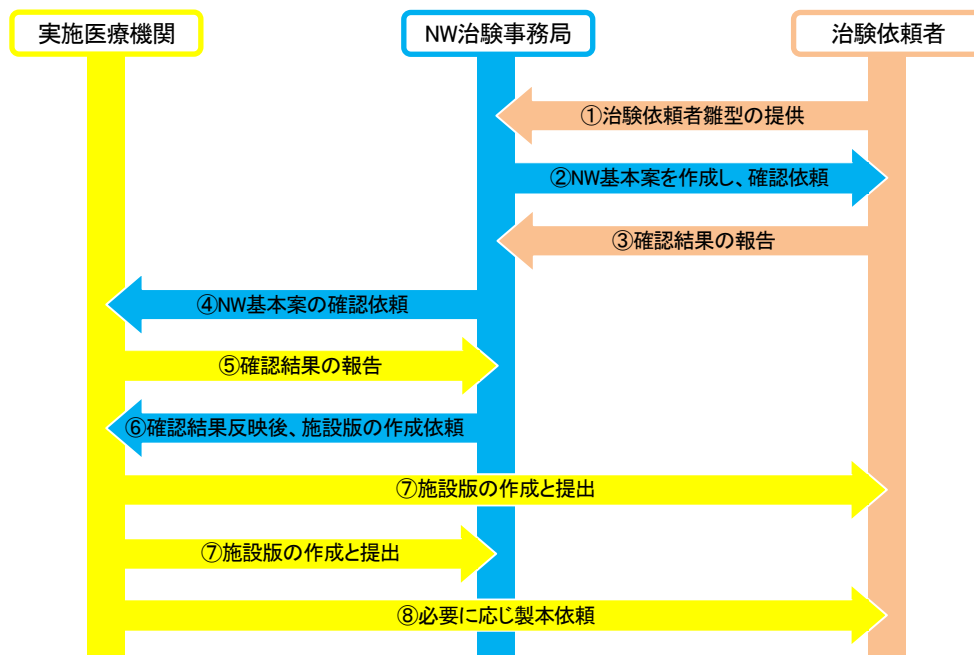 実施医療機関
NW治験事務局
治験依頼者
①治験依頼者雛型の提供
②NW基本案を作成し、確認依頼
③確認結果の報告
④NW基本案の確認依頼
⑤確認結果の報告
⑥確認結果反映後、施設版の作成依頼
⑦施設版の作成と提出
⑦施設版の作成と提出
⑧必要に応じ製本依頼